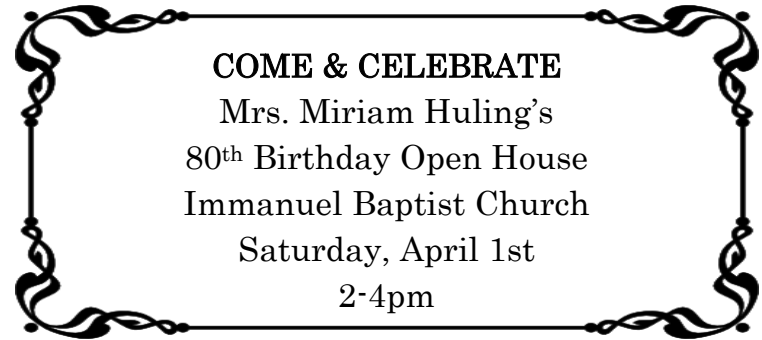 COME & CELEBRATE
Mrs. Miriam Huling’s
80th Birthday Open House
Immanuel Baptist Church
Saturday, April 1st
2-4pm